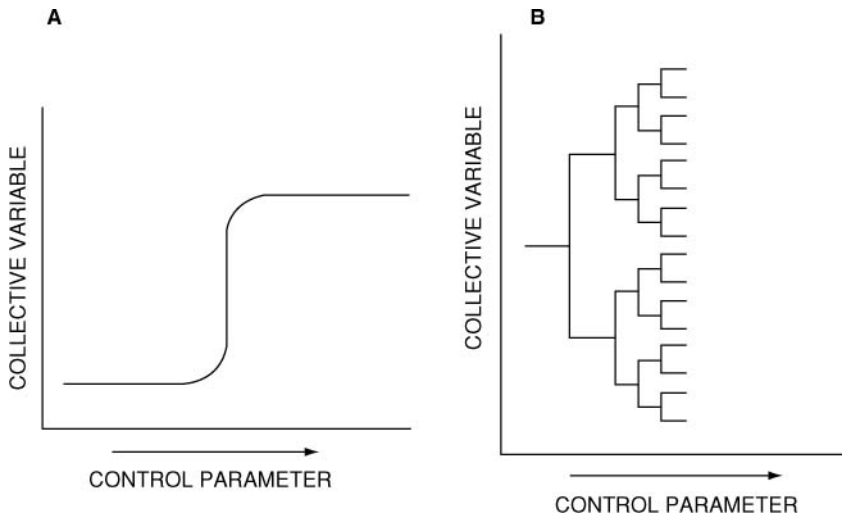 A
COLLECTIVE VARIABLE
CONTROL PARAMETER
B
COLLECTIVE VARIABLE
CONTROL PARAMETER